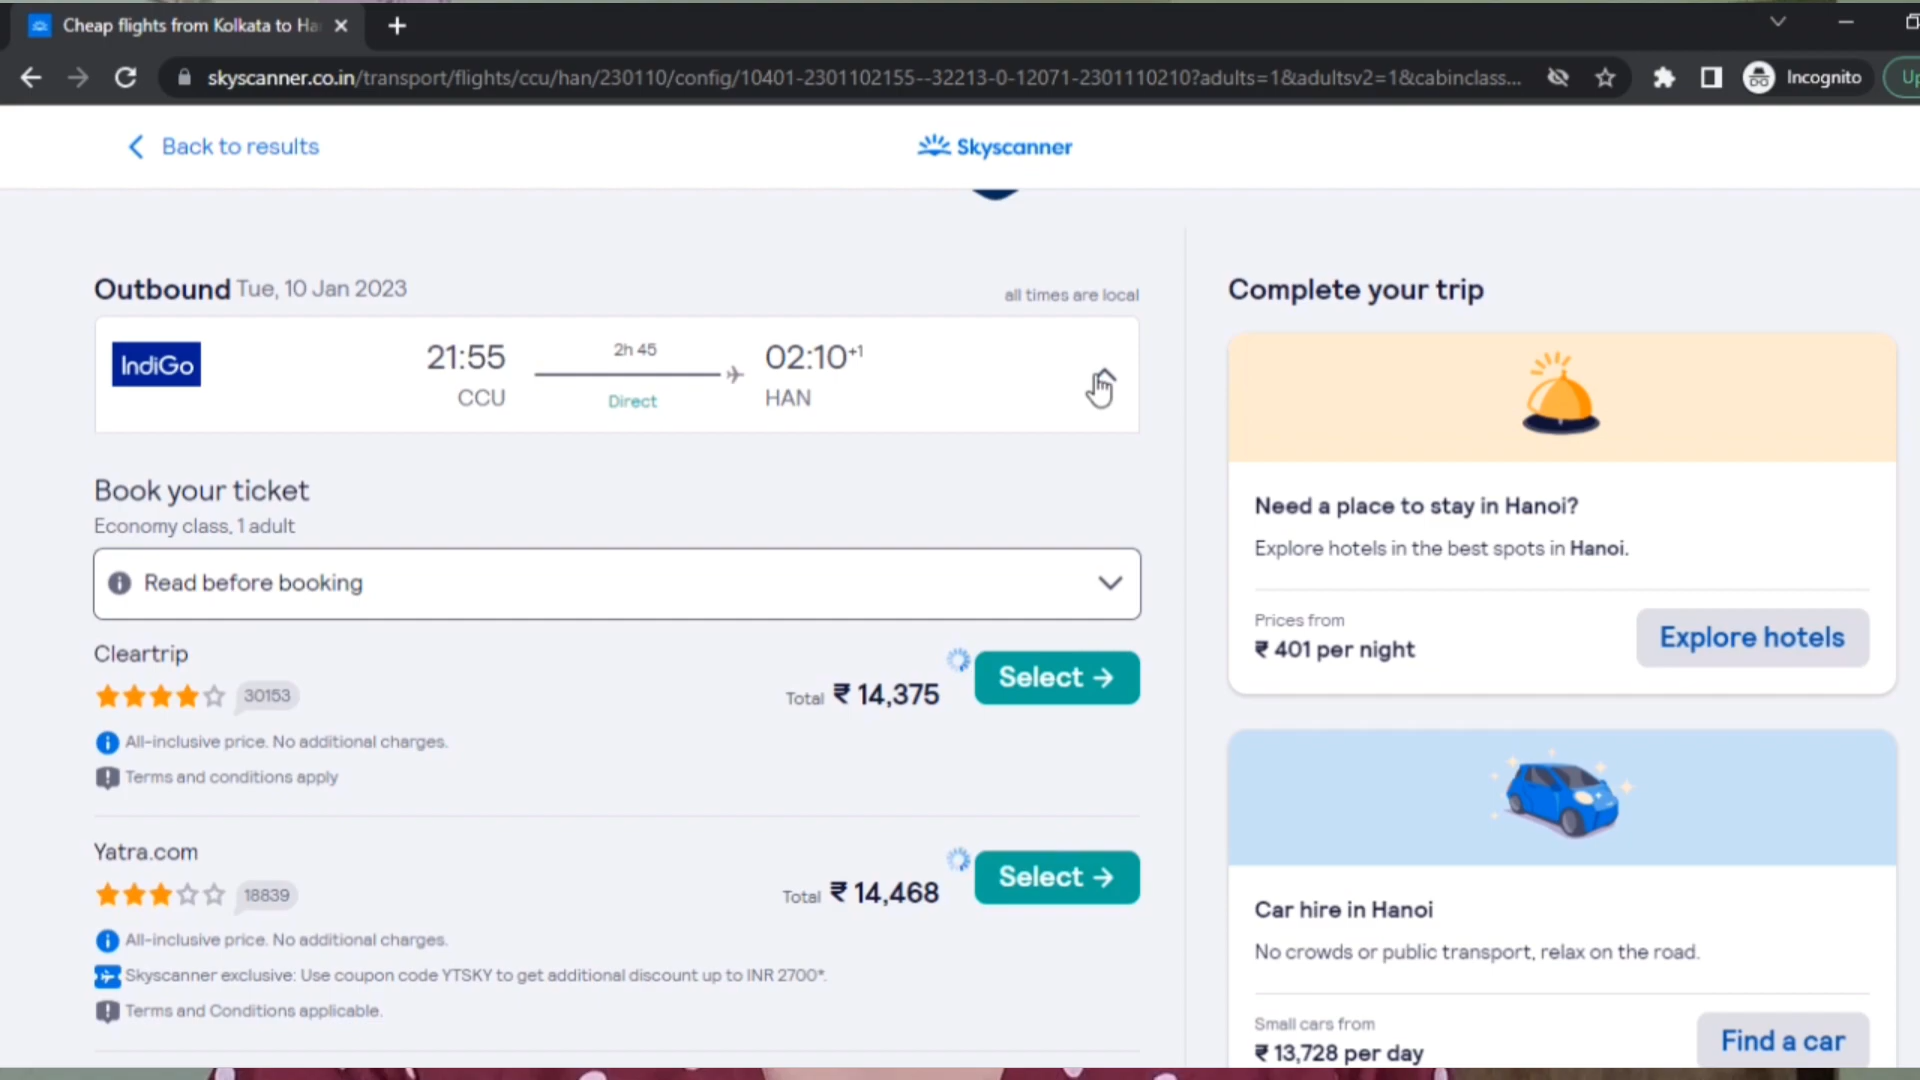 Cheap flights from Kolkata to Ha
skyscanner.co.in/transport/flights/ccu/han/230110/config/10401-2301102155--32213-0-12071-2301110210?adults=1&adultsv2=1&cabinclass...
Incognito
Up
Back to results
Skyscanner
Outbound Tue, 10 Jan 2023
all times are local
IndiGo
21:55
2h 45
02:10+1
CCU
Direct
HAN
Book your ticket
Economy class, 1 adult
Read before booking
Cleartrip
30153
Total ₹ 14,375
Select →
All-inclusive price. No additional charges.
Terms and conditions apply
Yatra.com
18839
Total ₹ 14,468
Select →
All-inclusive price. No additional charges.
Skyscanner exclusive: Use coupon code YTSKY to get additional discount up to INR 2700*.
Terms and Conditions applicable.
Complete your trip
Need a place to stay in Hanoi?
Explore hotels in the best spots in Hanoi.
Prices from
₹ 401 per night
Explore hotels
Car hire in Hanoi
No crowds or public transport, relax on the road.
Small cars from
₹ 13,728 per day
Find a car